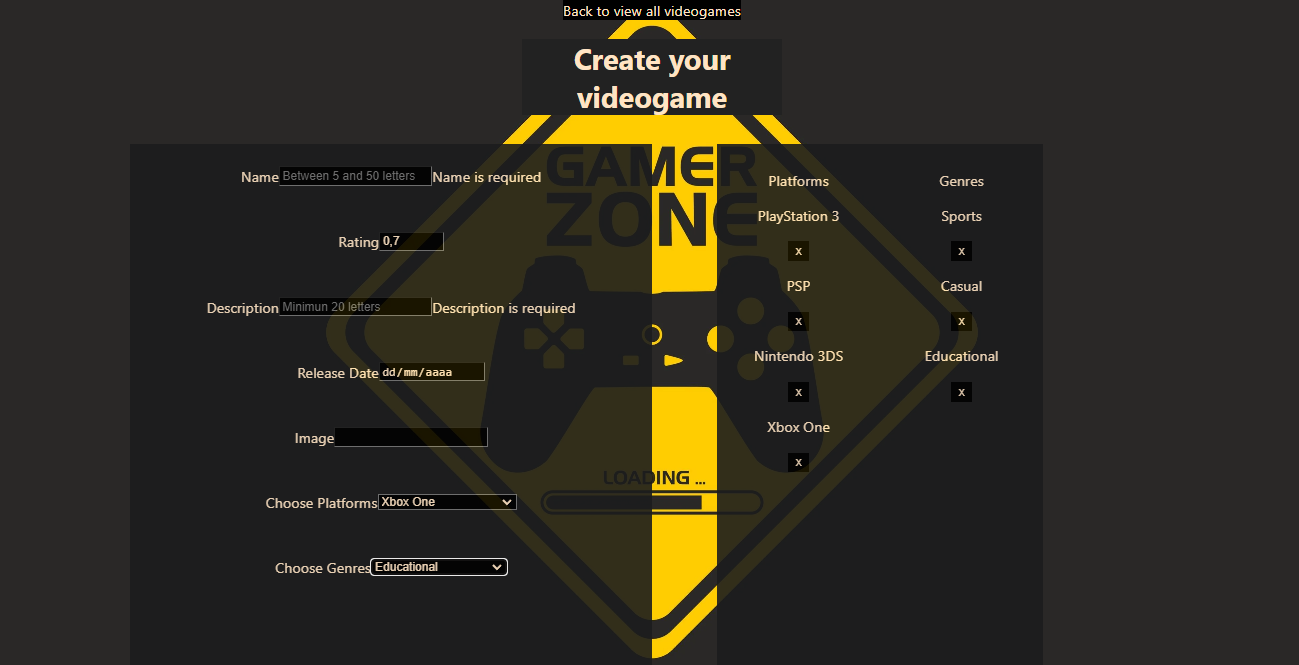 Back to view all videogames
Create your
videogame
GAMER
ZONE
Name Between 5 and 50 letters Name is required
Rating 0,7
Description Minimun 20 letters Description is required
Release Date dd/mm/aaaa
Image
Choose Platforms Xbox One
Choose Genres Educational
LOADING ...
Platforms
PlayStation 3
x
PSP
x
Nintendo 3DS
x
Xbox One
x
Genres
Sports
x
Casual
x
Educational
x